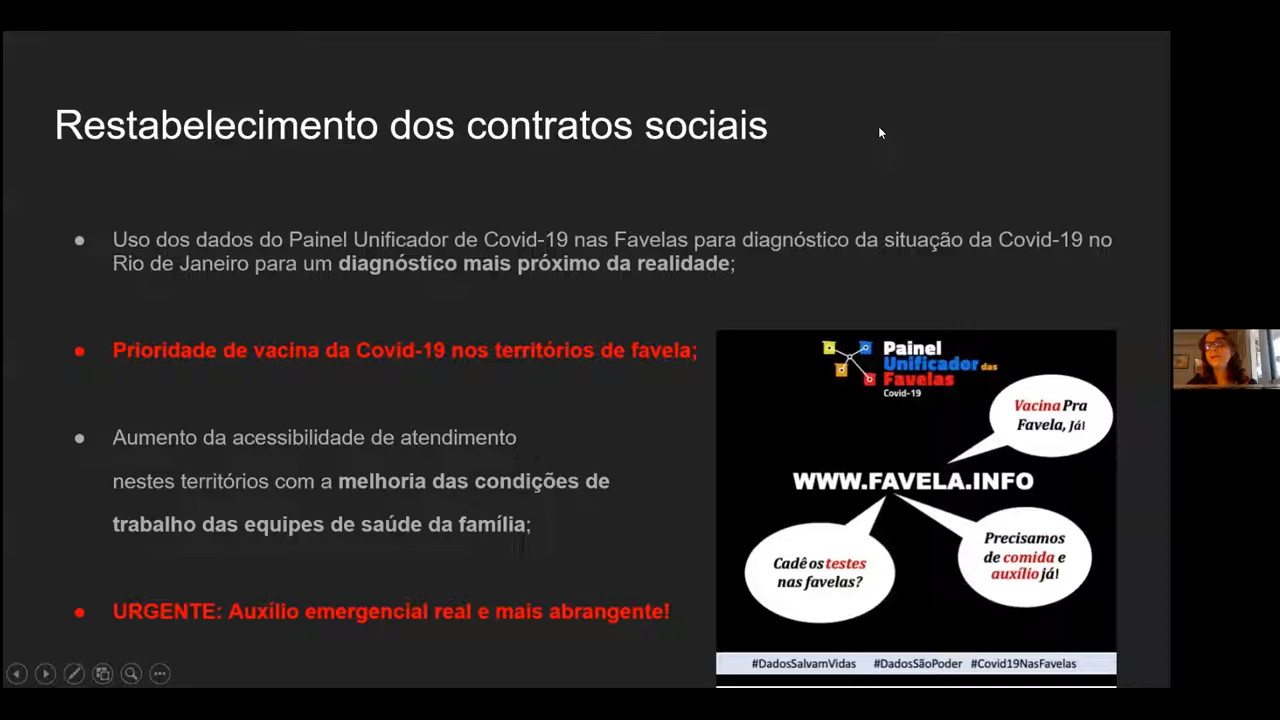 Restabelecimento dos contratos sociais
● Uso dos dados do Painel Unificador de Covid-19 nas Favelas para diagnóstico da situação da Covid-19 no
Rio de Janeiro para um diagnóstico mais próximo da realidade;
● Prioridade de vacina da Covid-19 nos territórios de favela;
● Aumento da acessibilidade de atendimento
nestes territórios com a melhoria das condições de
trabalho das equipes de saúde da família;
● URGENTE: Auxílio emergencial real e mais abrangente!
Painel
Unificador das
Favelas
Covid-19
Vacina Pra
Favela, Já!
WWW.FAVELA.INFO
Cadê os testes
nas favelas?
Precisamos
de comida e
auxílio já!
#DadosSalvamVidas #DadosSãoPoder #Covid19NasFavelas